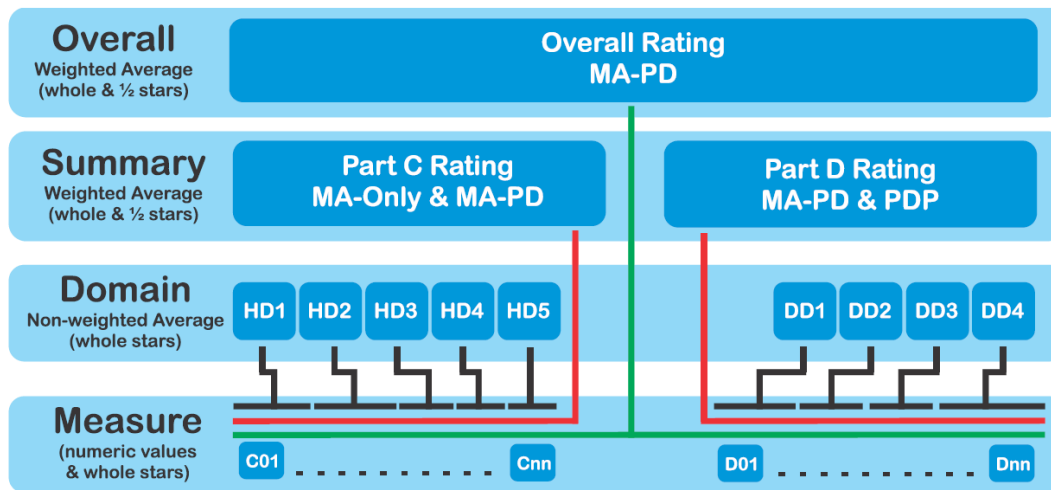 Overall
Weighted Average
(whole & ½ stars)
Overall Rating
MA-PD
Summary
Weighted Average
(whole & ½ stars)
Part C Rating
MA-Only & MA-PD
Part D Rating
MA-PD & PDP
Domain
Non-weighted Average
(whole stars)
HD1 HD2 HD3 HD4 HD5
DD1 DD2 DD3 DD4
Measure
(numeric values
& whole stars)
C01 Cnn
D01 Dnn